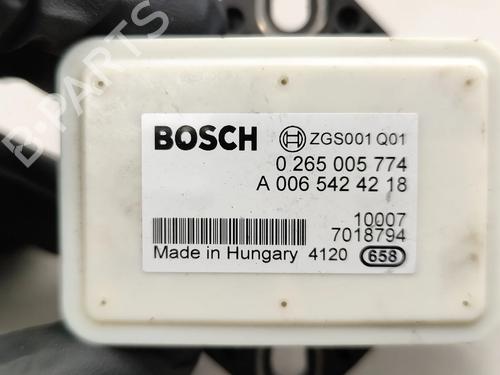 B-PARTS
BOSCH ZGS001 Q01
0 265 005 774
A 006 542 42 18
10007
7018794
Made in Hungary 4120 658